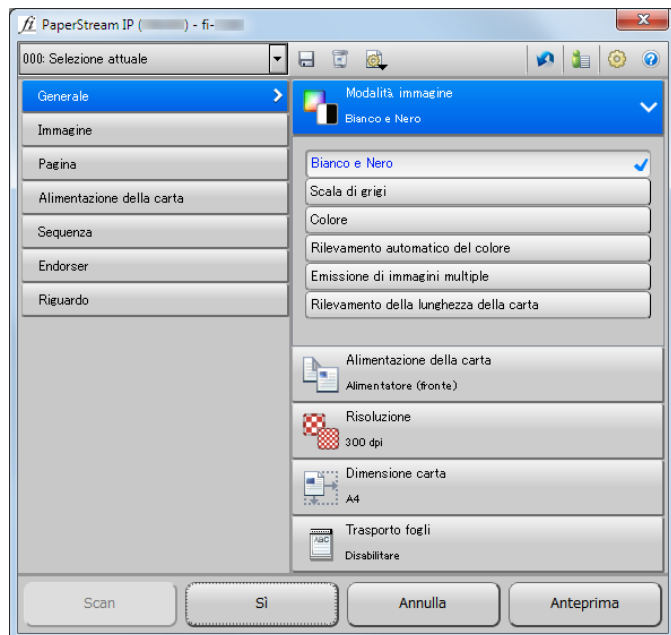 PaperStream IP ( ) - fi-
000: Selezione attuale
Generale
Immagine
Pagina
Alimentazione della carta
Sequenza
Endorser
Riguardo
Modalità immagine
Bianco e Nero
Bianco e Nero
Scala di grigi
Colore
Rilevamento automatico del colore
Emissione di immagini multiple
Rilevamento della lunghezza della carta
Alimentazione della carta
Alimentatore (fronte)
Risoluzione
300 dpi
Dimensione carta
A4
Trasporto fogli
Disabilitare
ABC
Scan
Sì
Annulla
Anteprima